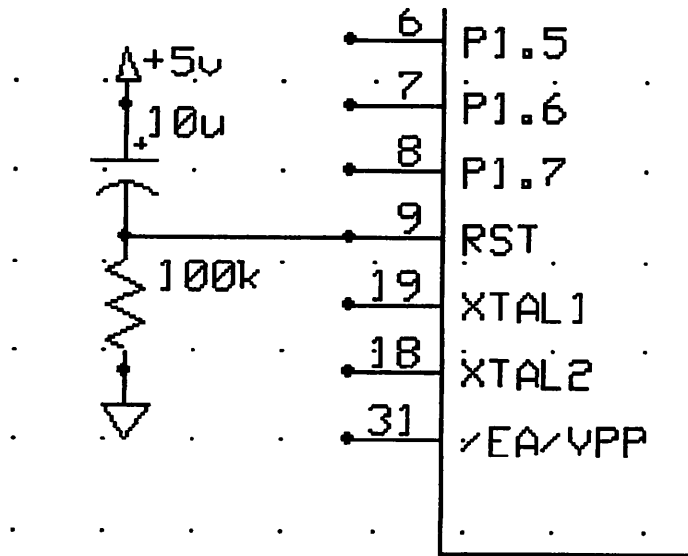 +5v
10u
+
100k
6 P1.5
7 P1.6
8 P1.7
9 RST
19 XTAL1
18 XTAL2
31 /EA/VPP